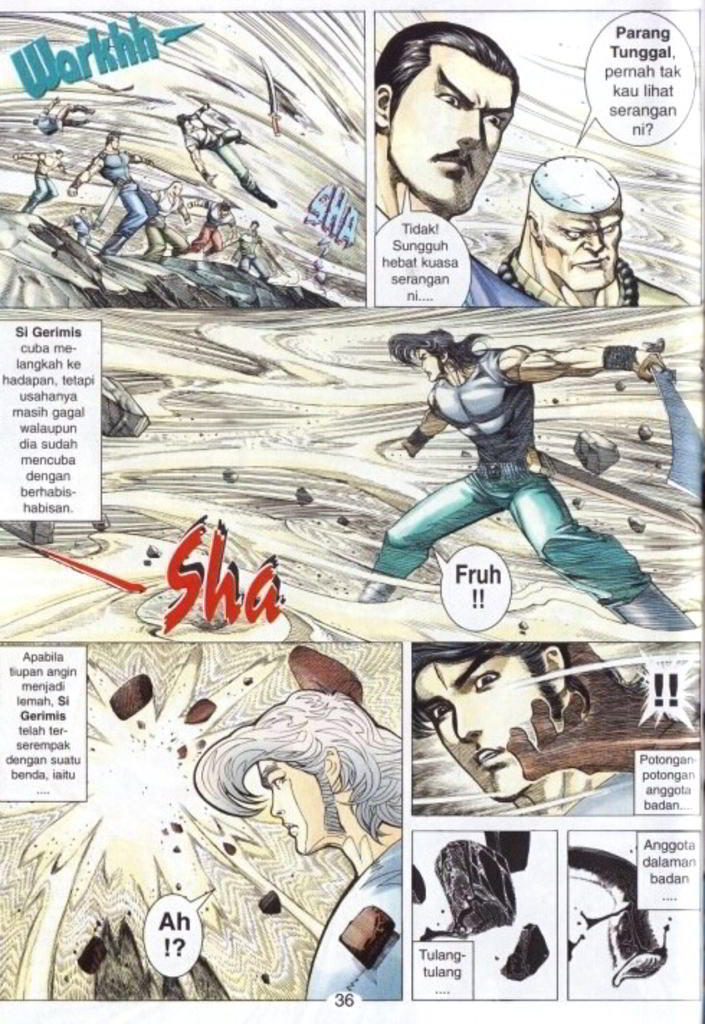 Warkhh
SHA
Parang
Tunggal,
pernah tak
kau lihat
serangan
ni?
Tidak!
Sungguh
hebat kuasa
serangan
ni....
Si Gerimis
cuba me-
langkah ke
hadapan, tetapi
usahanya
masih gagal
walaupun
dia sudah
mencuba
dengan
berhabis-
habisan.
Sha
Fruh
!!
Apabila
tiupan angin
menjadi
lemah, Si
Gerimis
telah ter-
serempak
dengan suatu
benda, iaitu
....
Ah
!?
!!
Potongan-
potongan
anggota
badan....
Tulang-
tulang
....
Anggota
dalaman
badan
....
36